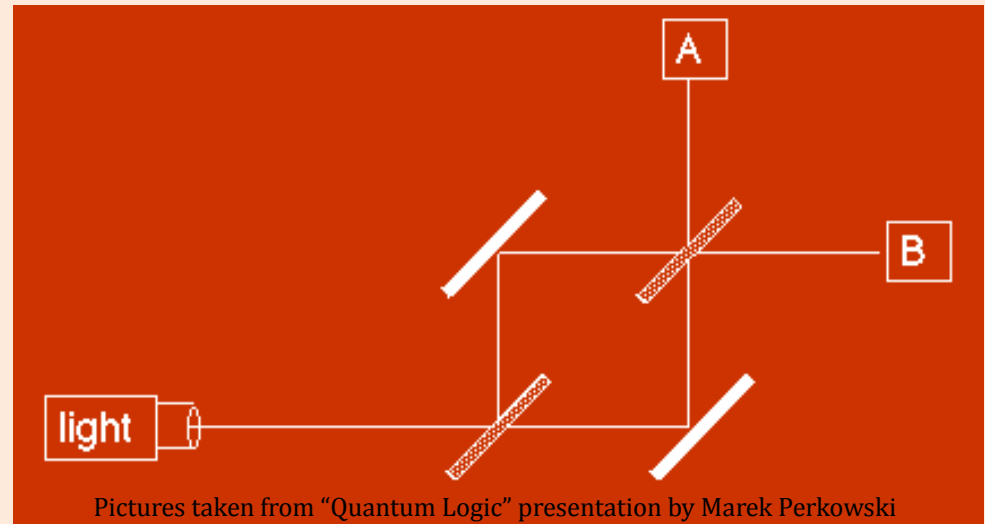 A
B
light
Pictures taken from “Quantum Logic” presentation by Marek Perkowski